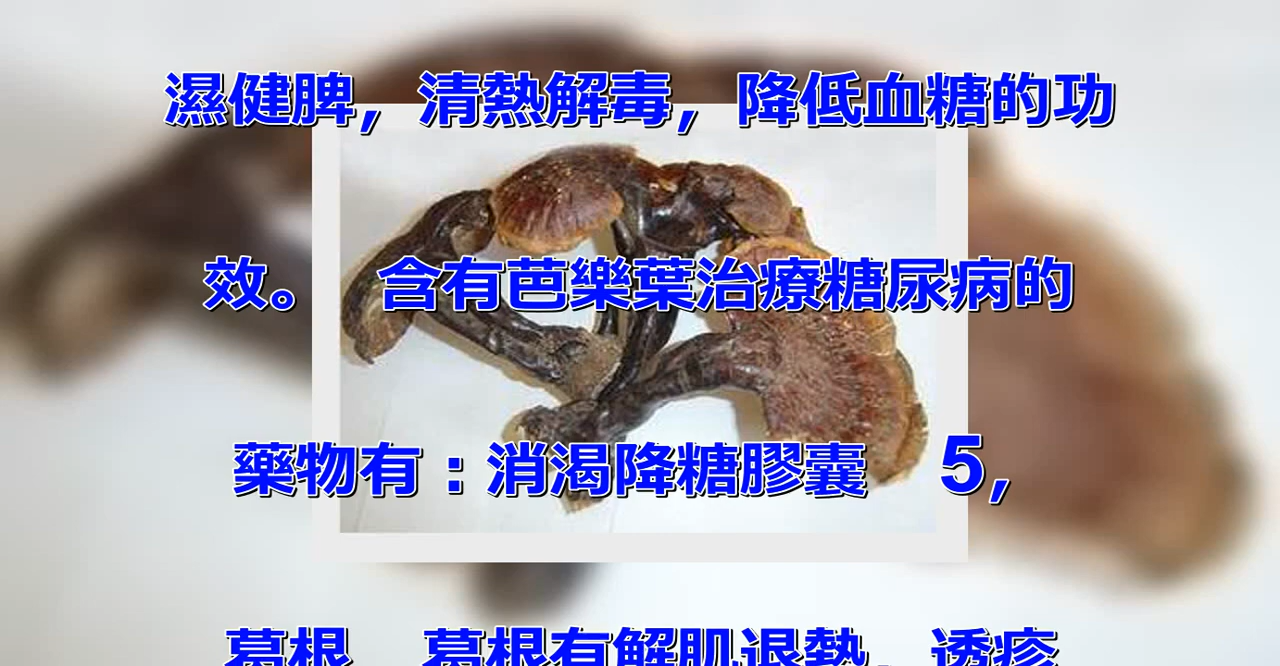 濕健脾，清熱解毒，降低血糖的功
效。　含有芭樂葉治療糖尿病的
藥物有：消渴降糖膠囊　5，
葛根　葛根有解肌退熱，透疹